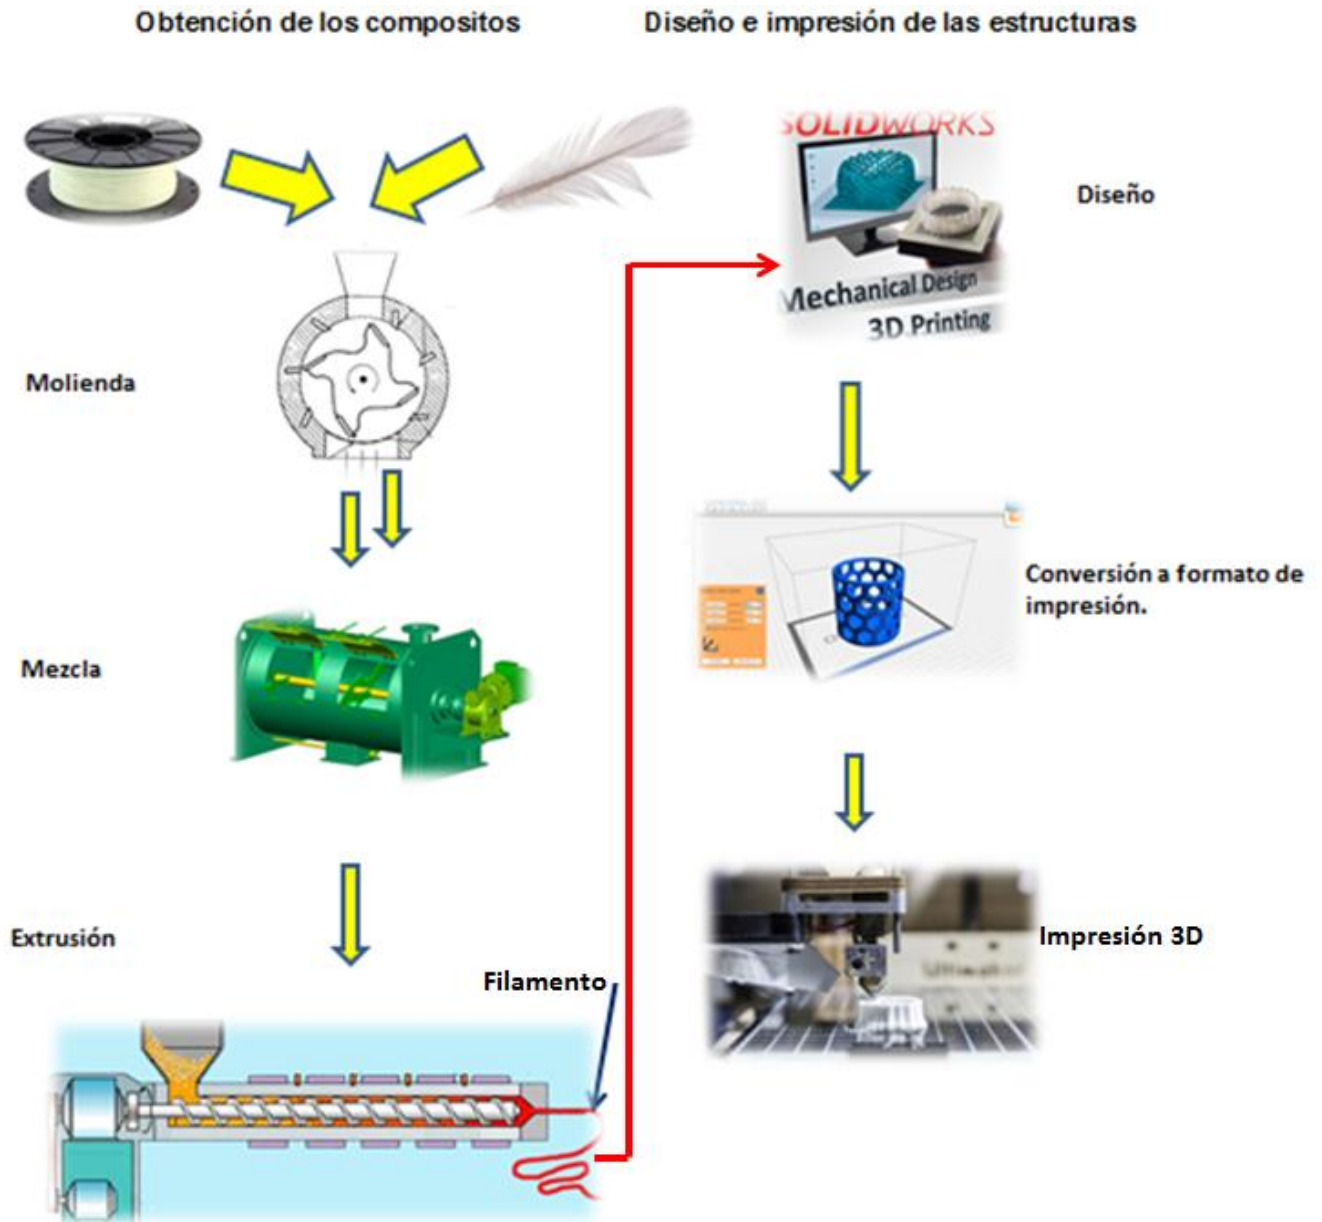 Obtención de los compositos
Diseño e impresión de las estructuras
SOLIDWORKS
Diseño
Mechanical Design
3D Printing
Molienda
Conversión a formato de
impresión.
Mezcla
Impresión 3D
Extrusión
Filamento